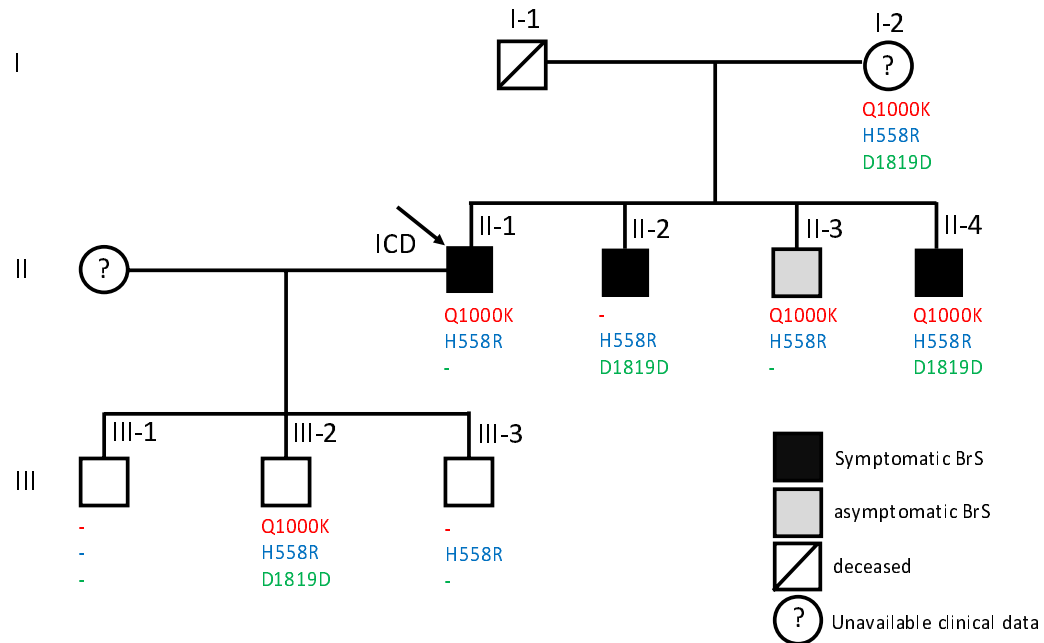 I-1
I-2
I
?
Q1000K
H558R
D1819D
ICD
II-1
II-2
II-3
II-4
II
?
Q1000K
H558R
-
-
H558R
D1819D
Q1000K
H558R
-
Q1000K
H558R
D1819D
III-1
III-2
III-3
III
-
-
-
Q1000K
H558R
D1819D
-
H558R
-
Symptomatic BrS
asymptomatic BrS
deceased
? Unavailable clinical data